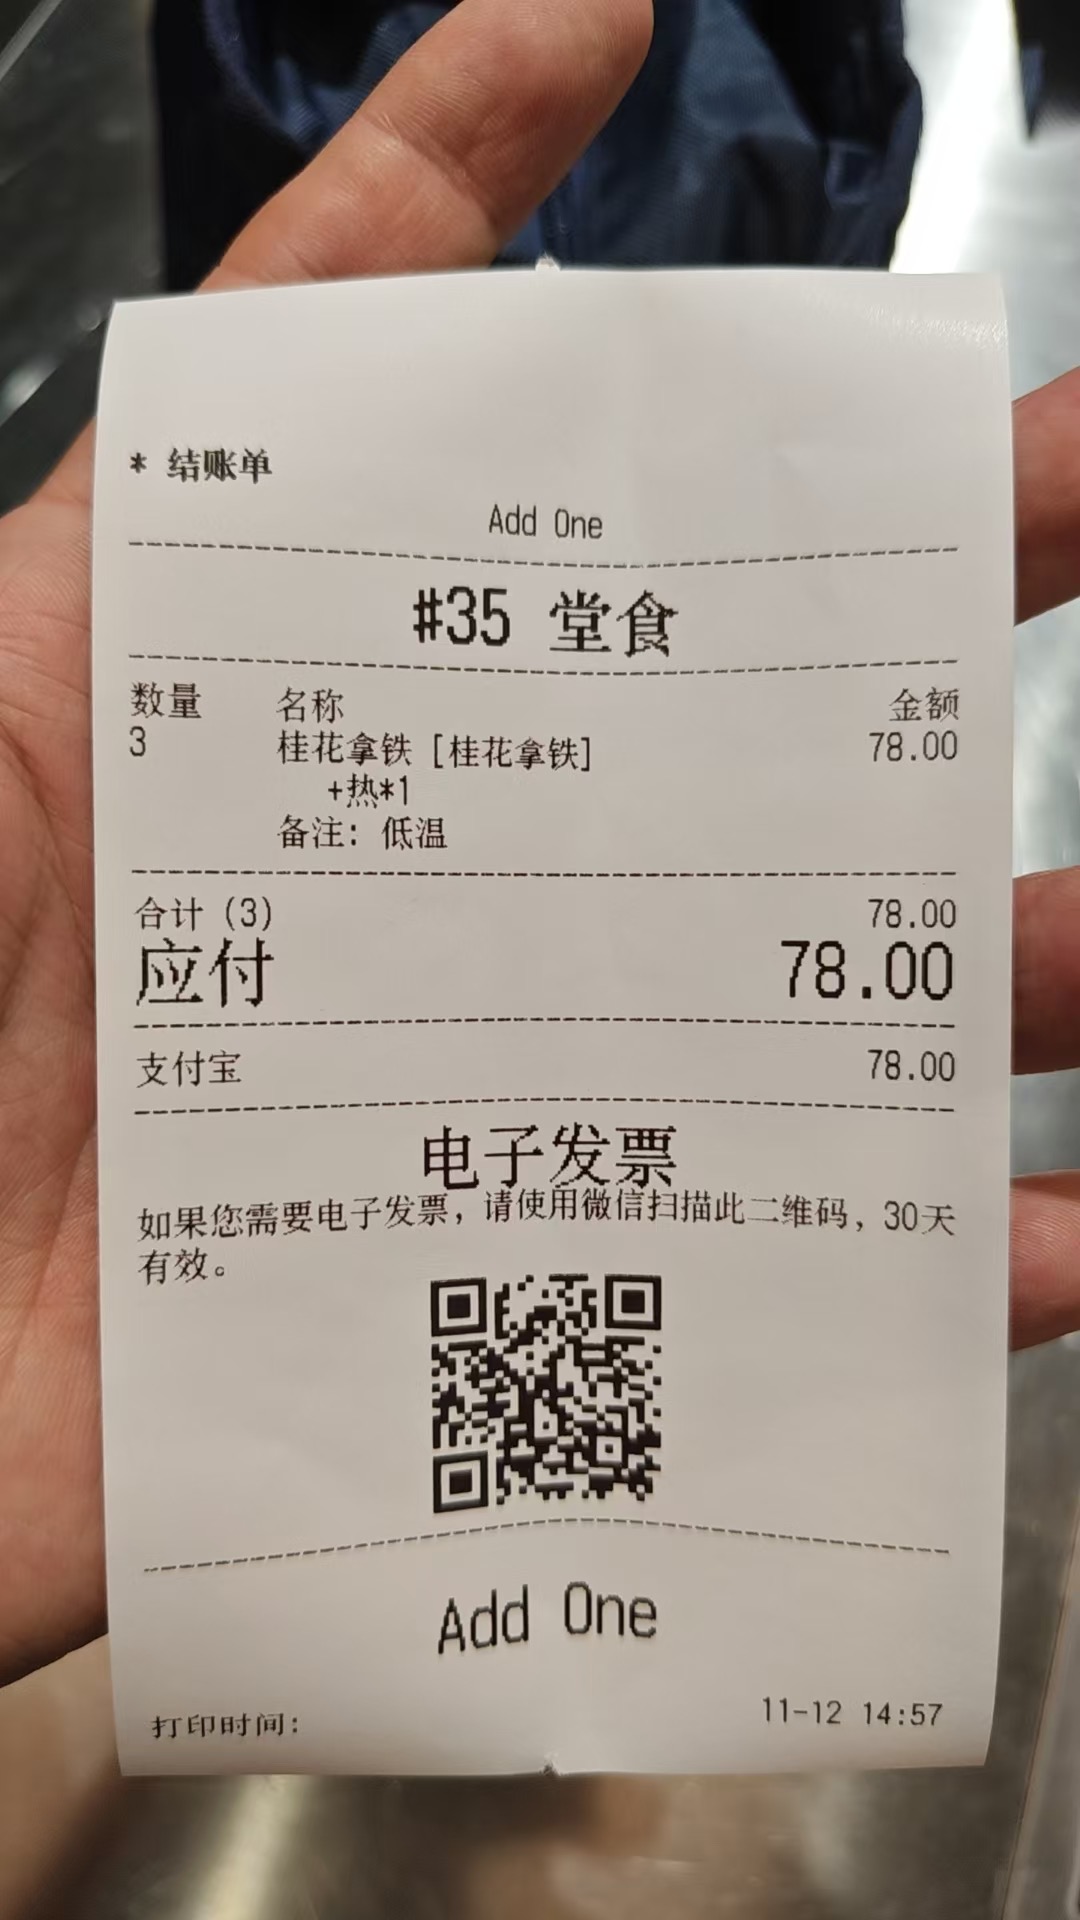 * 结账单
Add One
#35 堂食
数量 名称 金额
3 桂花拿铁 [桂花拿铁] 78.00
+热*1
备注: 低温
合计 (3) 78.00
应付 78.00
支付宝 78.00
电子发票
如果您需要电子发票，请使用微信扫描此二维码，30天
有效。
Add One
打印时间: 11-12 14:57